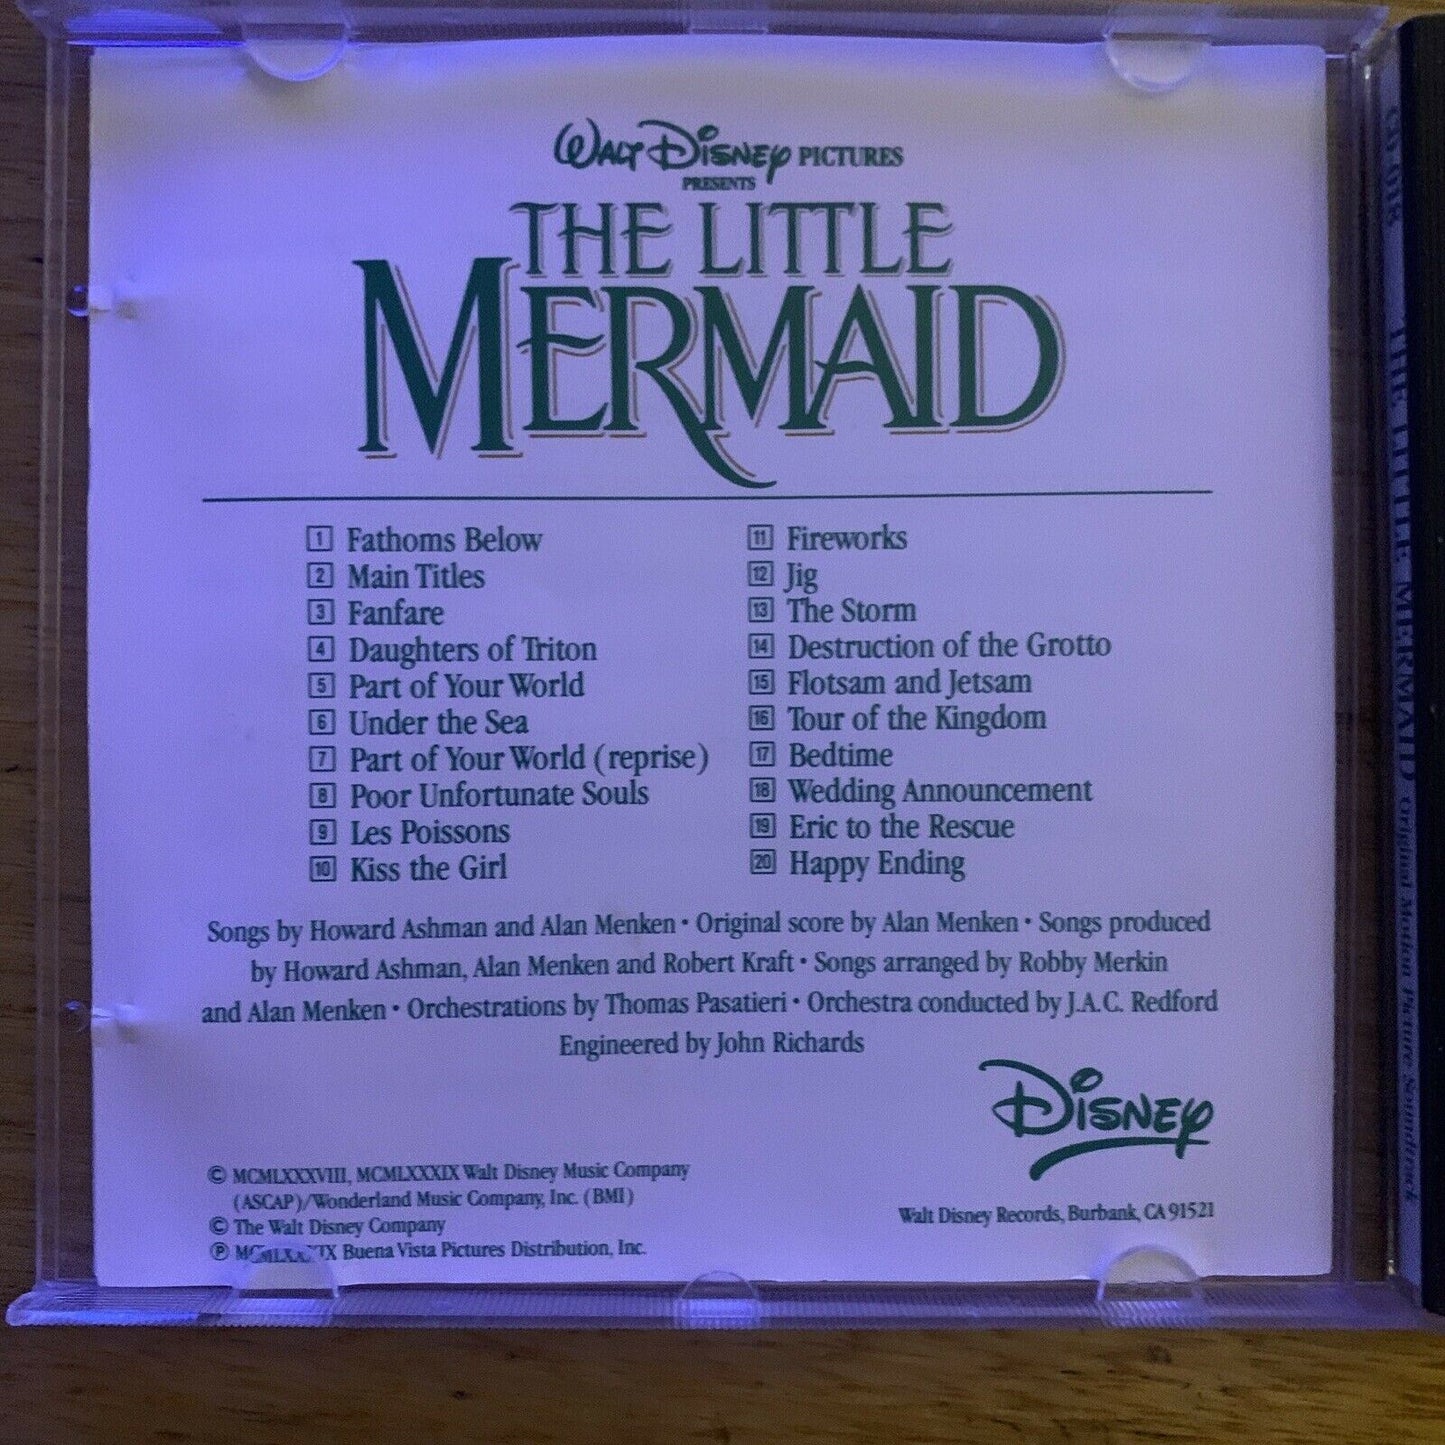 WALT DISNEY PICTURES
PRESENTS
THE LITTLE
MERMAID
1 Fathoms Below
2 Main Titles
3 Fanfare
4 Daughters of Triton
5 Part of Your World
6 Under the Sea
7 Part of Your World (reprise)
8 Poor Unfortunate Souls
9 Les Poissons
10 Kiss the Girl
11 Fireworks
12 Jig
13 The Storm
14 Destruction of the Grotto
15 Flotsam and Jetsam
16 Tour of the Kingdom
17 Bedtime
18 Wedding Announcement
19 Eric to the Rescue
20 Happy Ending
Songs by Howard Ashman and Alan Menken • Original score by Alan Menken • Songs produced
by Howard Ashman, Alan Menken and Robert Kraft • Songs arranged by Robby Merkin
and Alan Menken • Orchestrations by Thomas Pasatieri • Orchestra conducted by J.A.C. Redford
Engineered by John Richards
DISNEY
© MCMLXXXVIII, MCMLXXXIX Walt Disney Music Company
(ASCAP)/Wonderland Music Company, Inc. (BMI)
© The Walt Disney Company
℗ MCMLXXXIX Buena Vista Pictures Distribution, Inc.
Walt Disney Records, Burbank, CA 91521
THE LITTLE MERMAID Original Motion Picture Soundtrack